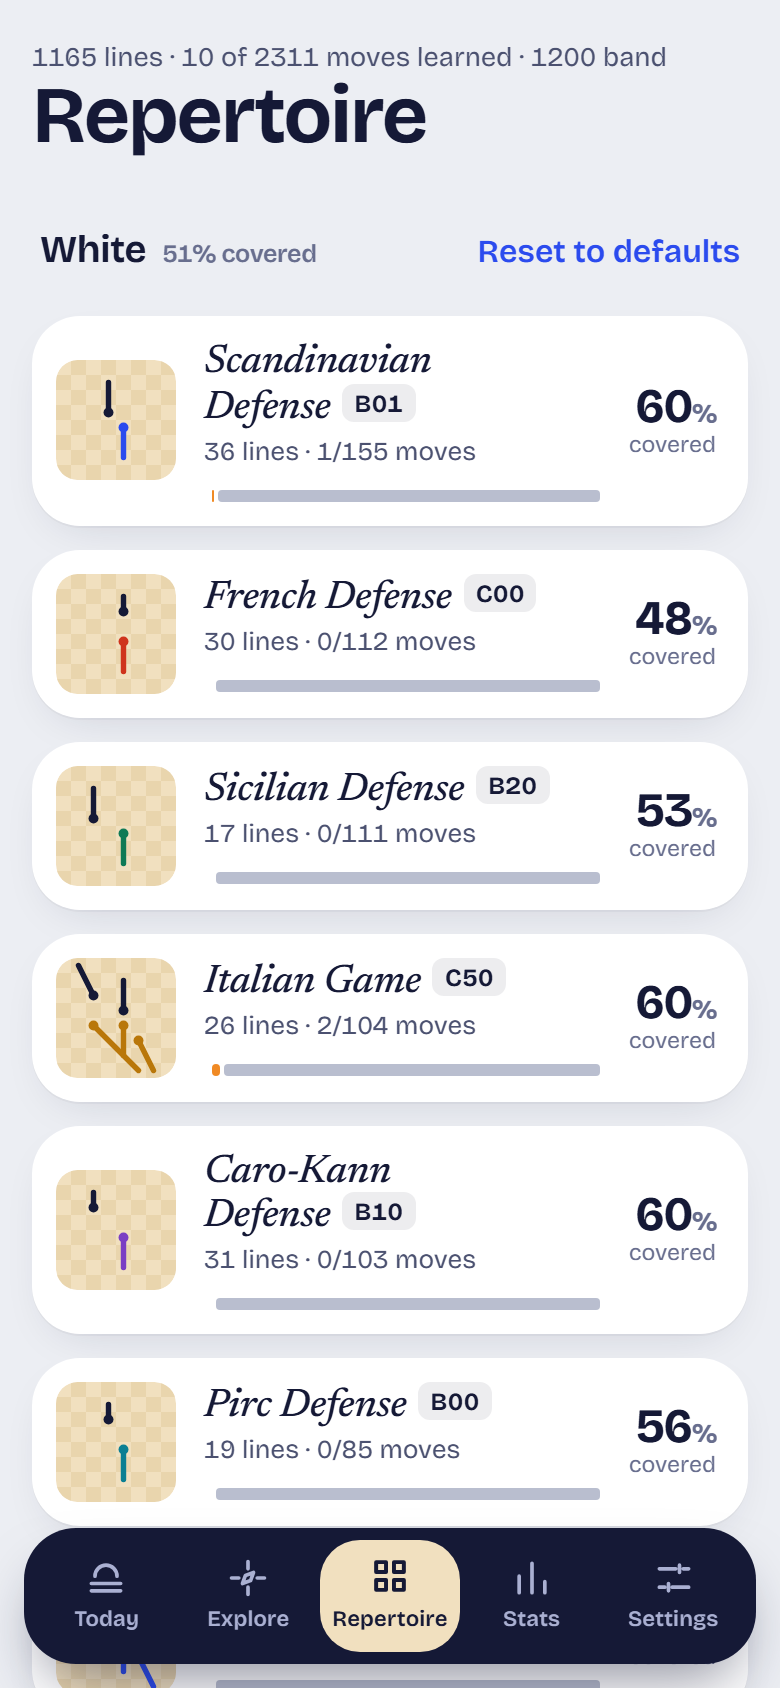 1165 lines · 10 of 2311 moves learned · 1200 band
Repertoire
White 51% covered
Reset to defaults
Scandinavian
Defense B01
36 lines · 1/155 moves
60%
covered
French Defense C00
30 lines · 0/112 moves
48%
covered
Sicilian Defense B20
17 lines · 0/111 moves
53%
covered
Italian Game C50
26 lines · 2/104 moves
60%
covered
Caro-Kann
Defense B10
31 lines · 0/103 moves
60%
covered
Pirc Defense B00
19 lines · 0/85 moves
56%
covered
Today
Explore
Repertoire
Stats
Settings